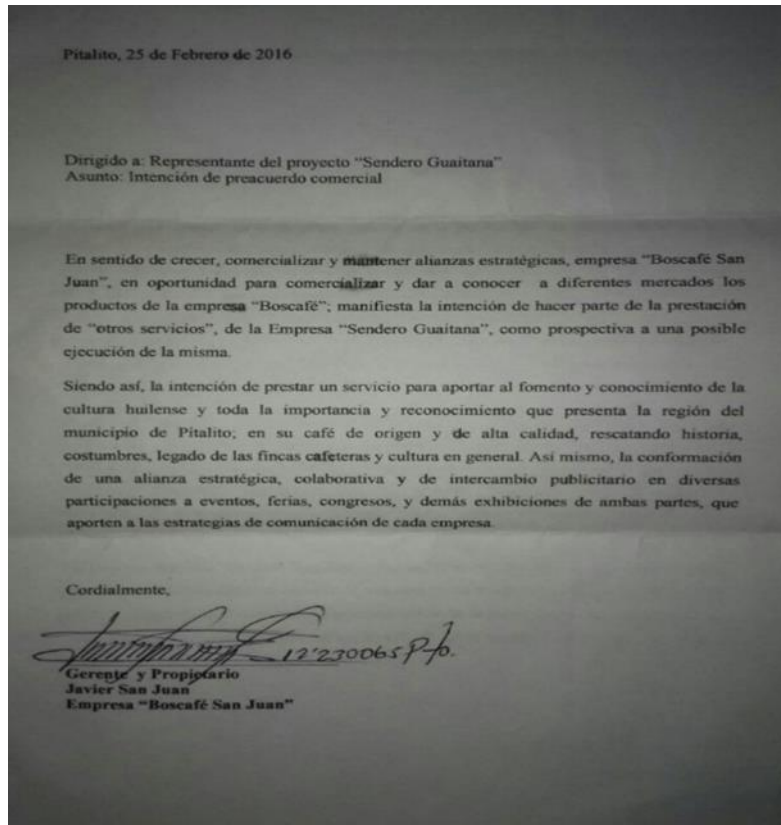 Pitalito, 25 de Febrero de 2016
Dirigido a: Representante del proyecto “Sendero Guaitana”
Asunto: Intención de preacuerdo comercial
En sentido de crecer, comercializar y mantener alianzas estratégicas, empresa “Boscafé San
Juan”, en oportunidad para comercializar y dar a conocer a diferentes mercados los
productos de la empresa “Boscafé”; manifiesta la intención de hacer parte de la prestación
de “otros servicios”, de la Empresa “Sendero Guaitana”, como prospectiva a una posible
ejecución de la misma.
Siendo así, la intención de prestar un servicio para aportar al fomento y conocimiento de la
cultura huilense y toda la importancia y reconocimiento que presenta la región del
municipio de Pitalito; en su café de origen y de alta calidad, rescatando historia,
costumbres, legado de las fincas cafeteras y cultura en general. Así mismo, la conformación
de una alianza estratégica, colaborativa y de intercambio publicitario en diversas
participaciones a eventos, ferias, congresos, y demás exhibiciones de ambas partes, que
aporten a las estrategias de comunicación de cada empresa.
Cordialmente,
12'230065 Pto.
Gerente y Propietario
Javier San Juan
Empresa “Boscafé San Juan”